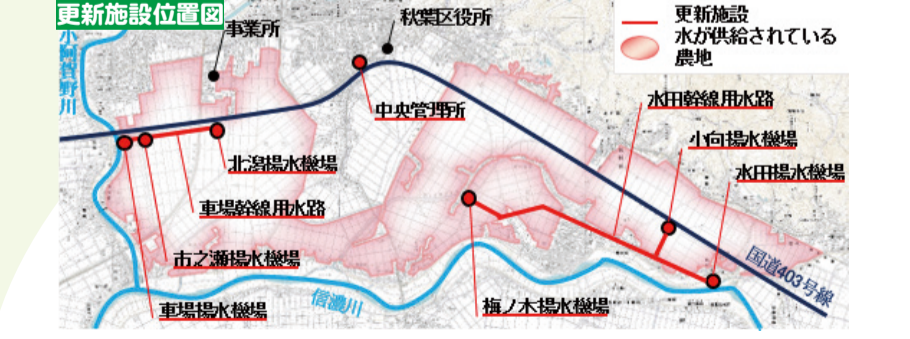 更新施設位置図
事業所
秋葉区役所
更新施設
水が供給されている
農地
小阿賀野川
中央管理所
水田幹線用水路
小向揚水機場
水田揚水機場
北潟揚水機場
車場幹線用水路
市之瀬揚水機場
車場揚水機場
信濃川
梅ノ木揚水機場
国道403号線